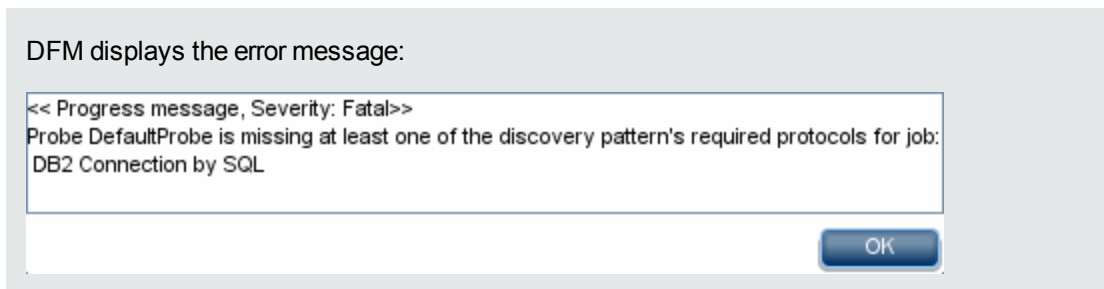 DFM displays the error message:
<< Progress message, Severity: Fatal>>
Probe DefaultProbe is missing at least one of the discovery pattern's required protocols for job:
DB2 Connection by SQL
OK